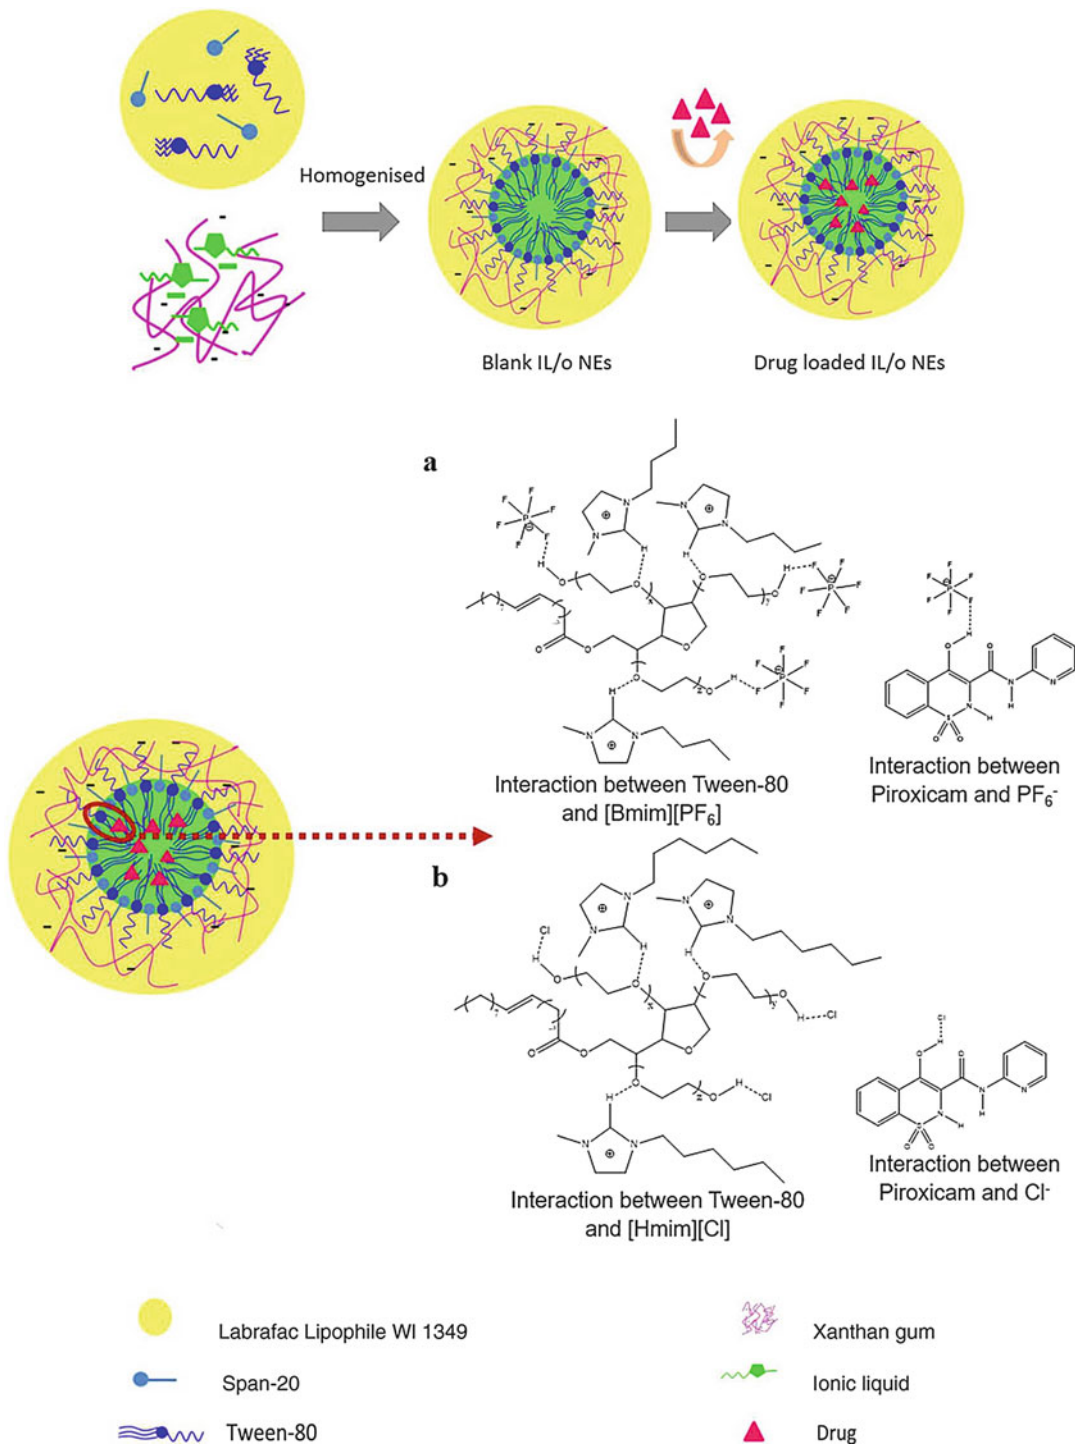 Homogenised
Blank IL/o NEs
Drug loaded IL/o NEs
a
Interaction between Tween-80
and [Bmim][PF6]
Interaction between
Piroxicam and PF6-
b
Interaction between Tween-80
and [Hmim][Cl]
Interaction between
Piroxicam and Cl-
Labrafac Lipophile WI 1349
Xanthan gum
Span-20
Ionic liquid
Tween-80
Drug